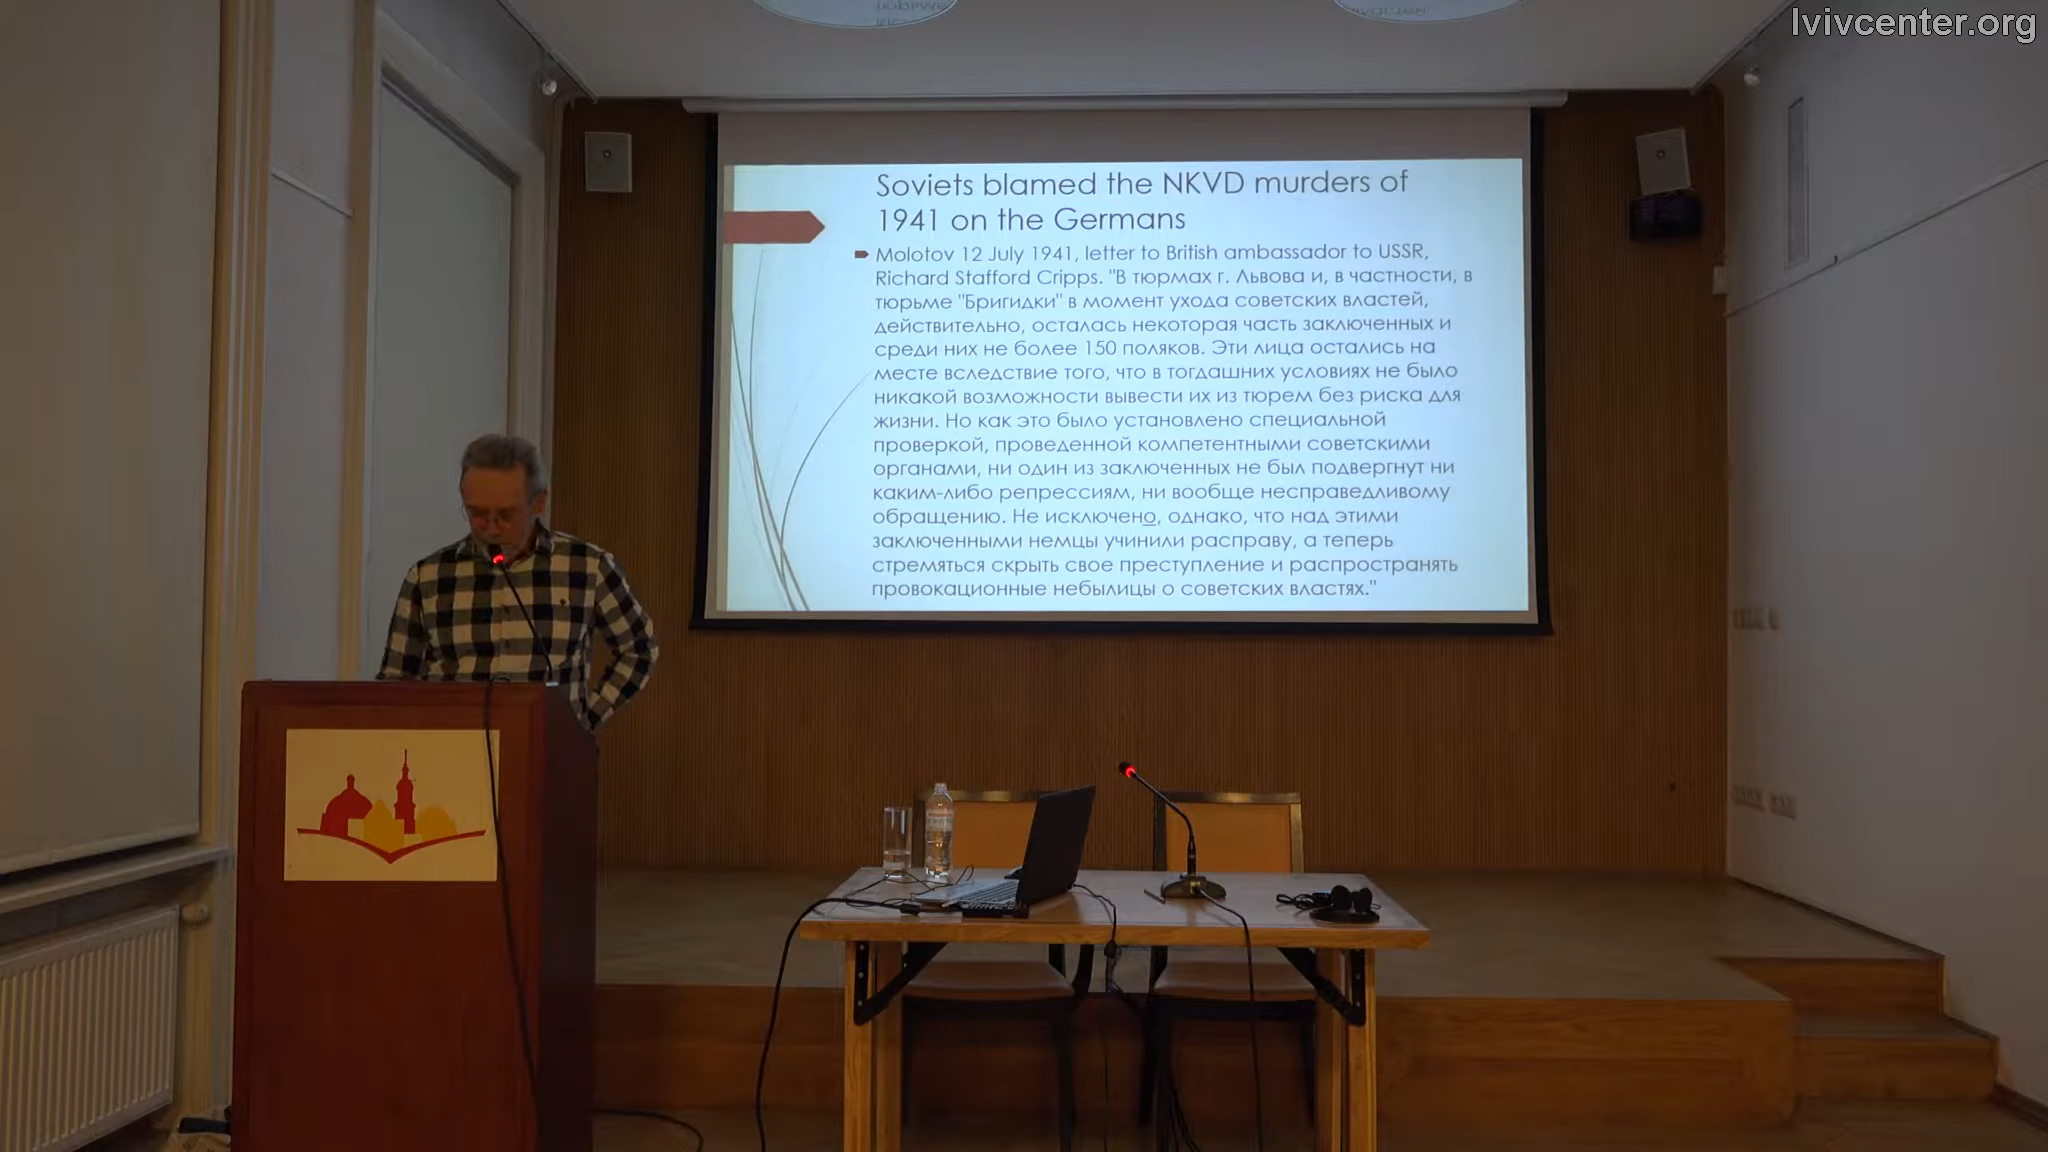 lvivcenter.org
Soviets blamed the NKVD murders of
1941 on the Germans
Molotov 12 July 1941, letter to British ambassador to USSR,
Richard Stafford Cripps. "В тюрмах г. Львова и, в частности, в
тюрьме "Бригидки" в момент ухода советских властей,
действительно, осталась некоторая часть заключенных и
среди них не более 150 поляков. Эти лица остались на
месте вследствие того, что в тогдашних условиях не было
никакой возможности вывести их из тюрем без риска для
жизни. Но как это было установлено специальной
проверкой, проведенной компетентными советскими
органами, ни один из заключенных не был подвергнут ни
каким-либо репрессиям, ни вообще несправедливому
обращению. Не исключено, однако, что над этими
заключенными немцы учинили расправу, а теперь
стремяться скрыть свое преступление и распространять
провокационные небылицы о советских властях."